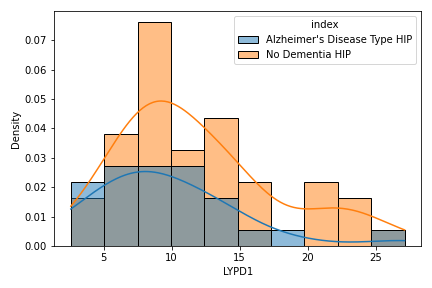 index
Alzheimer's Disease Type HIP
No Dementia HIP
Density
0.07
0.06
0.05
0.04
0.03
0.02
0.01
0.00
5 10 15 20 25
LYPD1